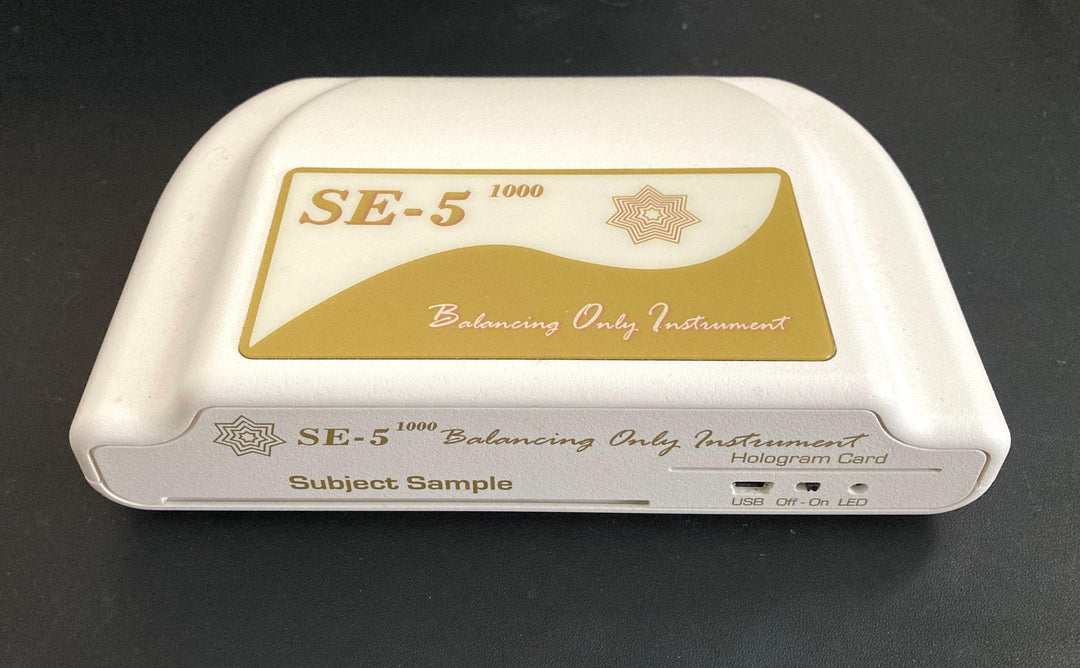 SE-5 1000
Balancing Only Instrument
SE-5 1000 Balancing Only Instrument
Hologram Card
Subject Sample
USB Off - On LED